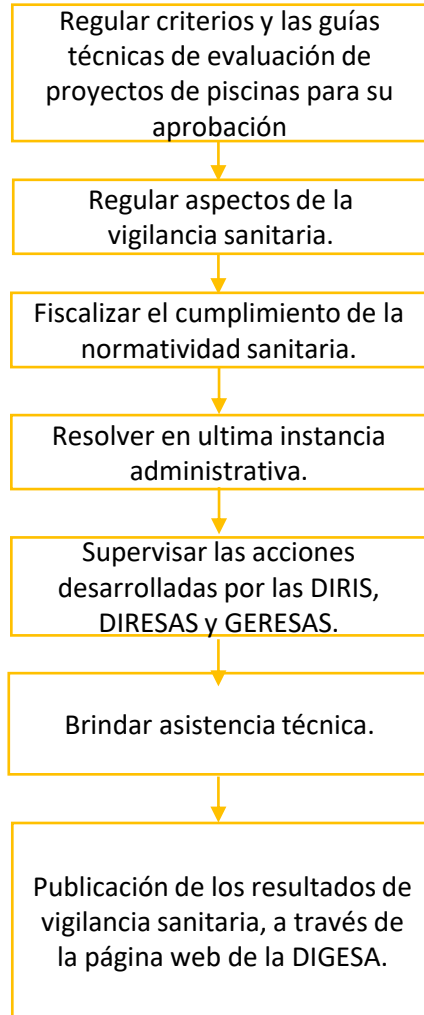 Regular criterios y las guías
técnicas de evaluación de
proyectos de piscinas para su
aprobación
Regular aspectos de la
vigilancia sanitaria.
Fiscalizar el cumplimiento de la
normatividad sanitaria.
Resolver en ultima instancia
administrativa.
Supervisar las acciones
desarrolladas por las DIRIS,
DIRESAS y GERESAS.
Brindar asistencia técnica.
Publicación de los resultados de
vigilancia sanitaria, a través de
la página web de la DIGESA.